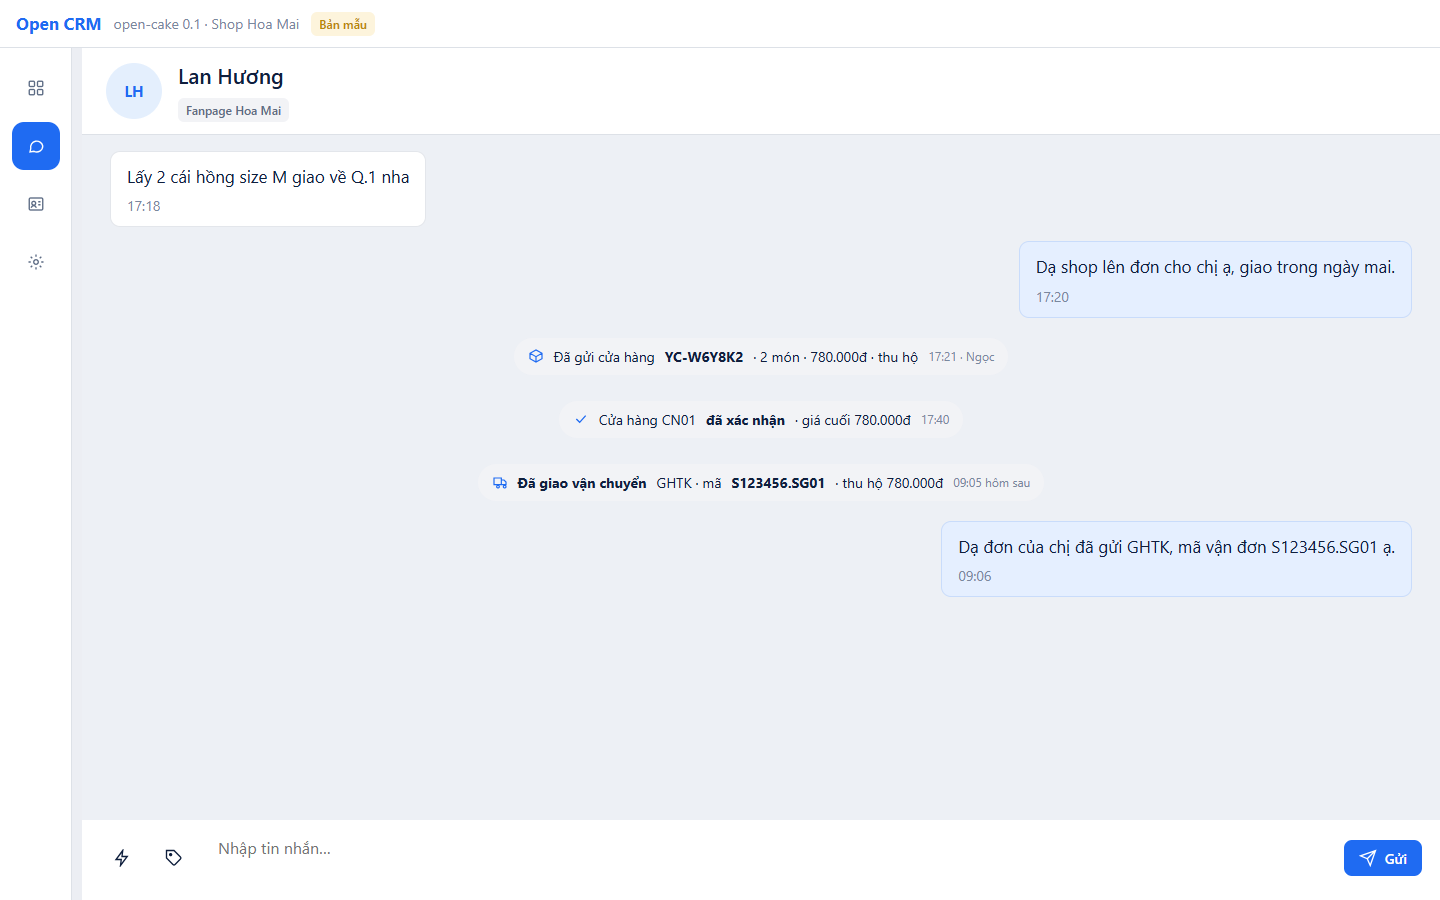 Open CRM open-cake 0.1 · Shop Hoa Mai Bản mẫu
LH
Lan Hương
Fanpage Hoa Mai
Lấy 2 cái hồng size M giao về Q.1 nha
17:18
Dạ shop lên đơn cho chị ạ, giao trong ngày mai.
17:20
Đã gửi cửa hàng YC-W6Y8K2 · 2 món · 780.000đ · thu hộ 17:21 · Ngọc
Cửa hàng CN01 đã xác nhận · giá cuối 780.000đ 17:40
Đã giao vận chuyển GHTK · mã S123456.SG01 · thu hộ 780.000đ 09:05 hôm sau
Dạ đơn của chị đã gửi GHTK, mã vận đơn S123456.SG01 ạ.
09:06
Nhập tin nhắn...
Gửi